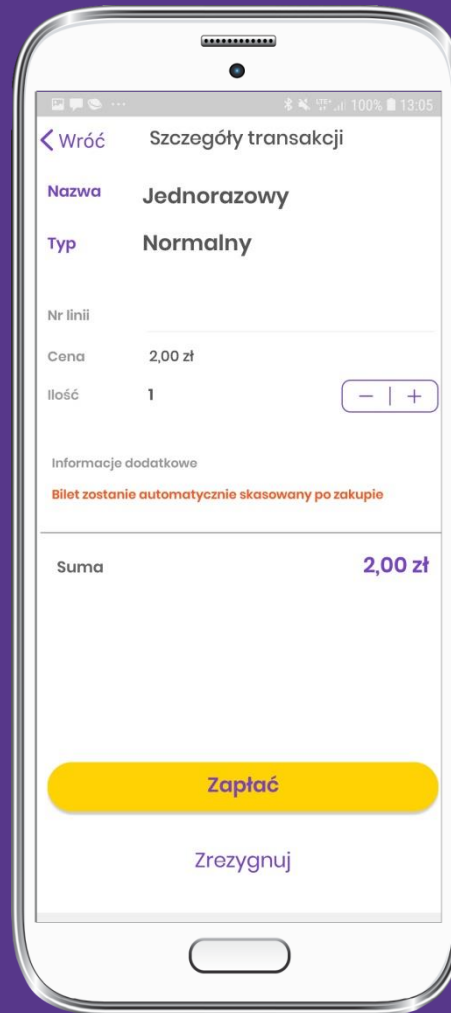 LTE+ 100% 13:05
Wróć Szczegóły transakcji
Nazwa Jednorazowy
Typ Normalny
Nr linii
Cena 2,00 zł
Ilość 1 − | +
Informacje dodatkowe
Bilet zostanie automatycznie skasowany po zakupie
Suma 2,00 zł
Zapłać
Zrezygnuj